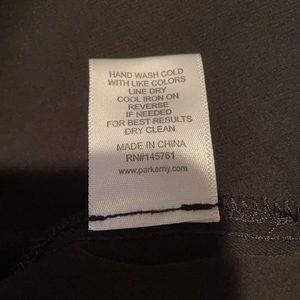 HAND WASH COLD
WITH LIKE COLORS
LINE DRY
COOL IRON ON
REVERSE
IF NEEDED
FOR BEST RESULTS
DRY CLEAN
MADE IN CHINA
RN#145761
www.parkerny.com